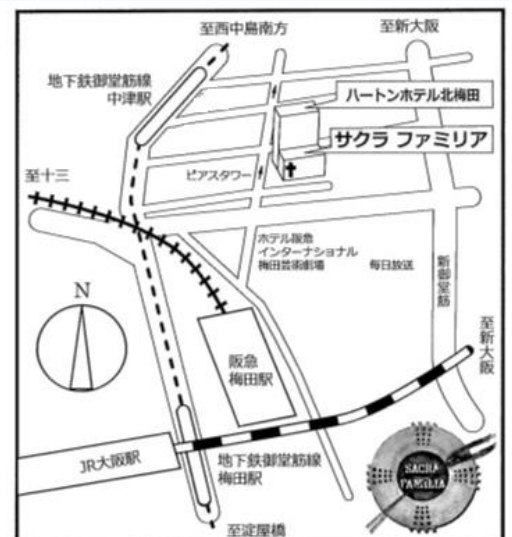 至西中島南方
至新大阪
地下鉄御堂筋線
中津駅
ハートンホテル北梅田
サクラ ファミリア
至十三
ピアスタワー
ホテル阪急
インターナショナル
梅田芸術劇場
毎日放送
新御堂筋
N
至新大阪
阪急
梅田駅
JR大阪駅
地下鉄御堂筋線
梅田駅
SACRA
FAMILIA
至淀屋橋